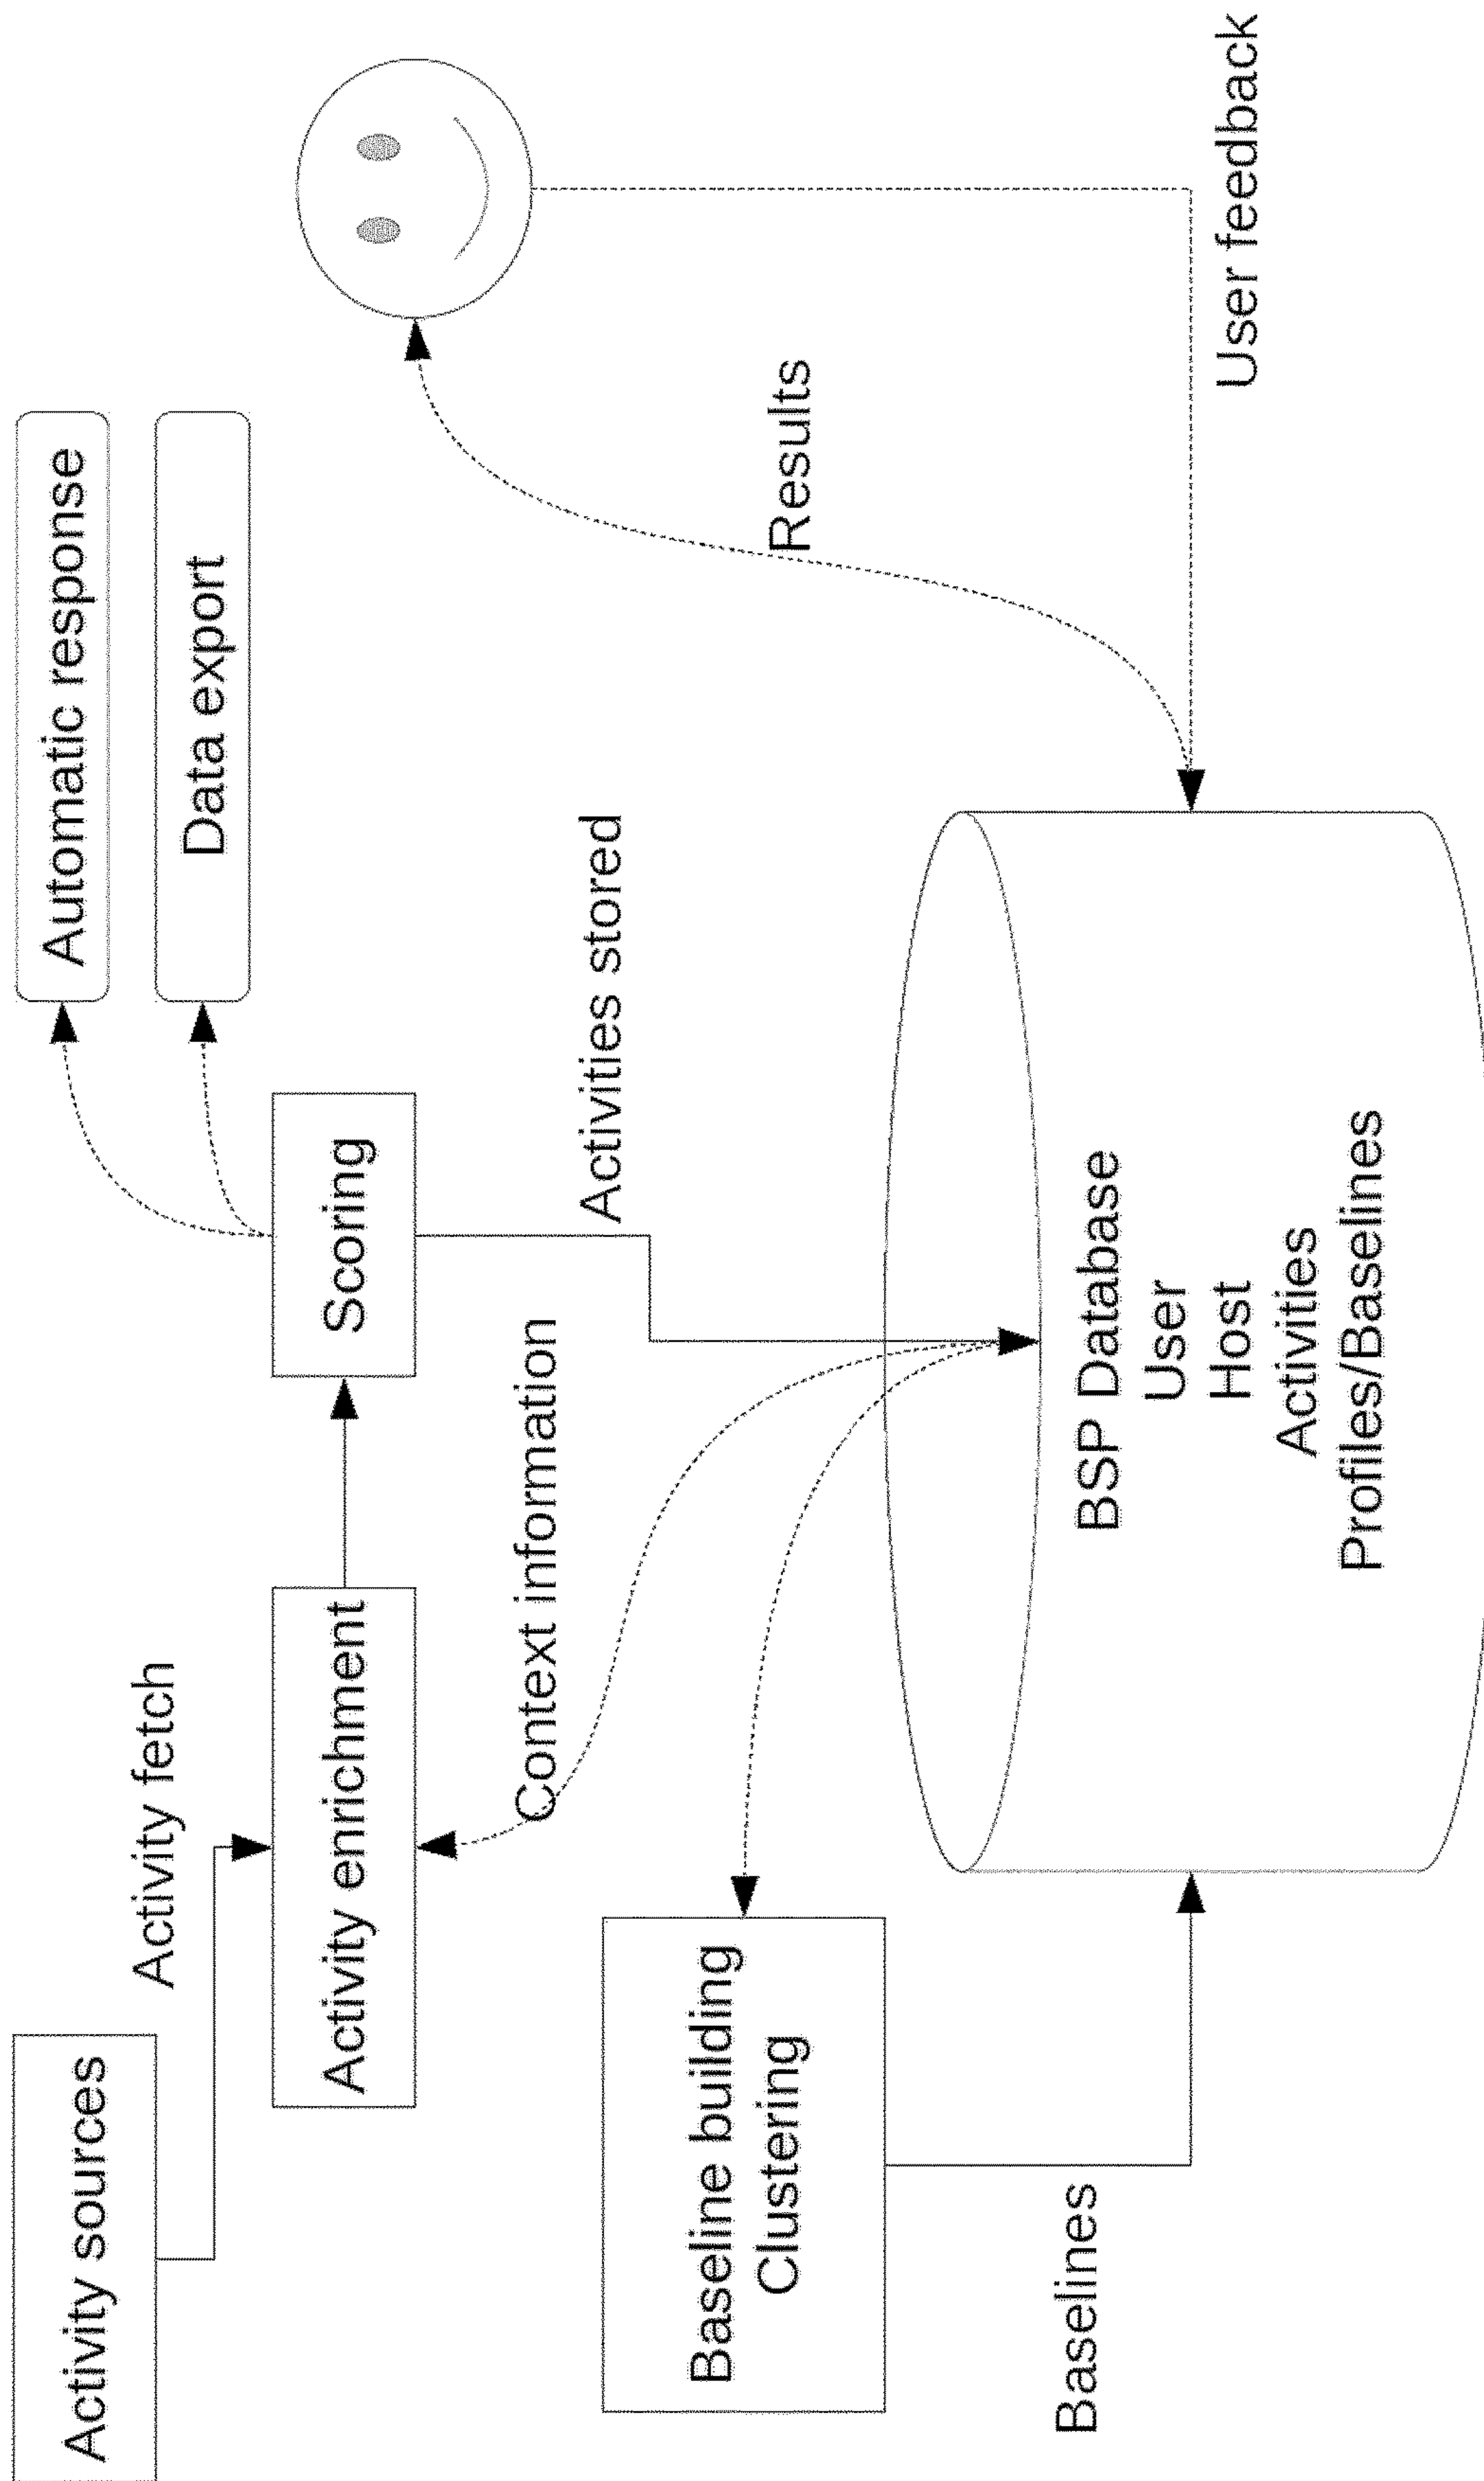 Activity sources
Activity fetch
Automatic response
Data export
Activity enrichment
Scoring
Context information
Activities stored
Baseline building
Clustering
Results
Baselines
BSP Database
User
Host
Activities
Profiles/Baselines
User feedback